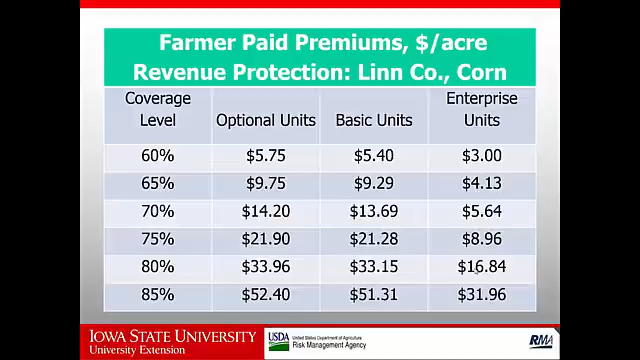 Farmer Paid Premiums, $/acre
Revenue Protection: Linn Co., Corn
Coverage Level Optional Units Basic Units Enterprise Units
60% $5.75 $5.40 $3.00
65% $9.75 $9.29 $4.13
70% $14.20 $13.69 $5.64
75% $21.90 $21.28 $8.96
80% $33.96 $33.15 $16.84
85% $52.40 $51.31 $31.96
IOWA STATE UNIVERSITY
University Extension
USDA
United States Department of Agriculture
Risk Management Agency
RMA